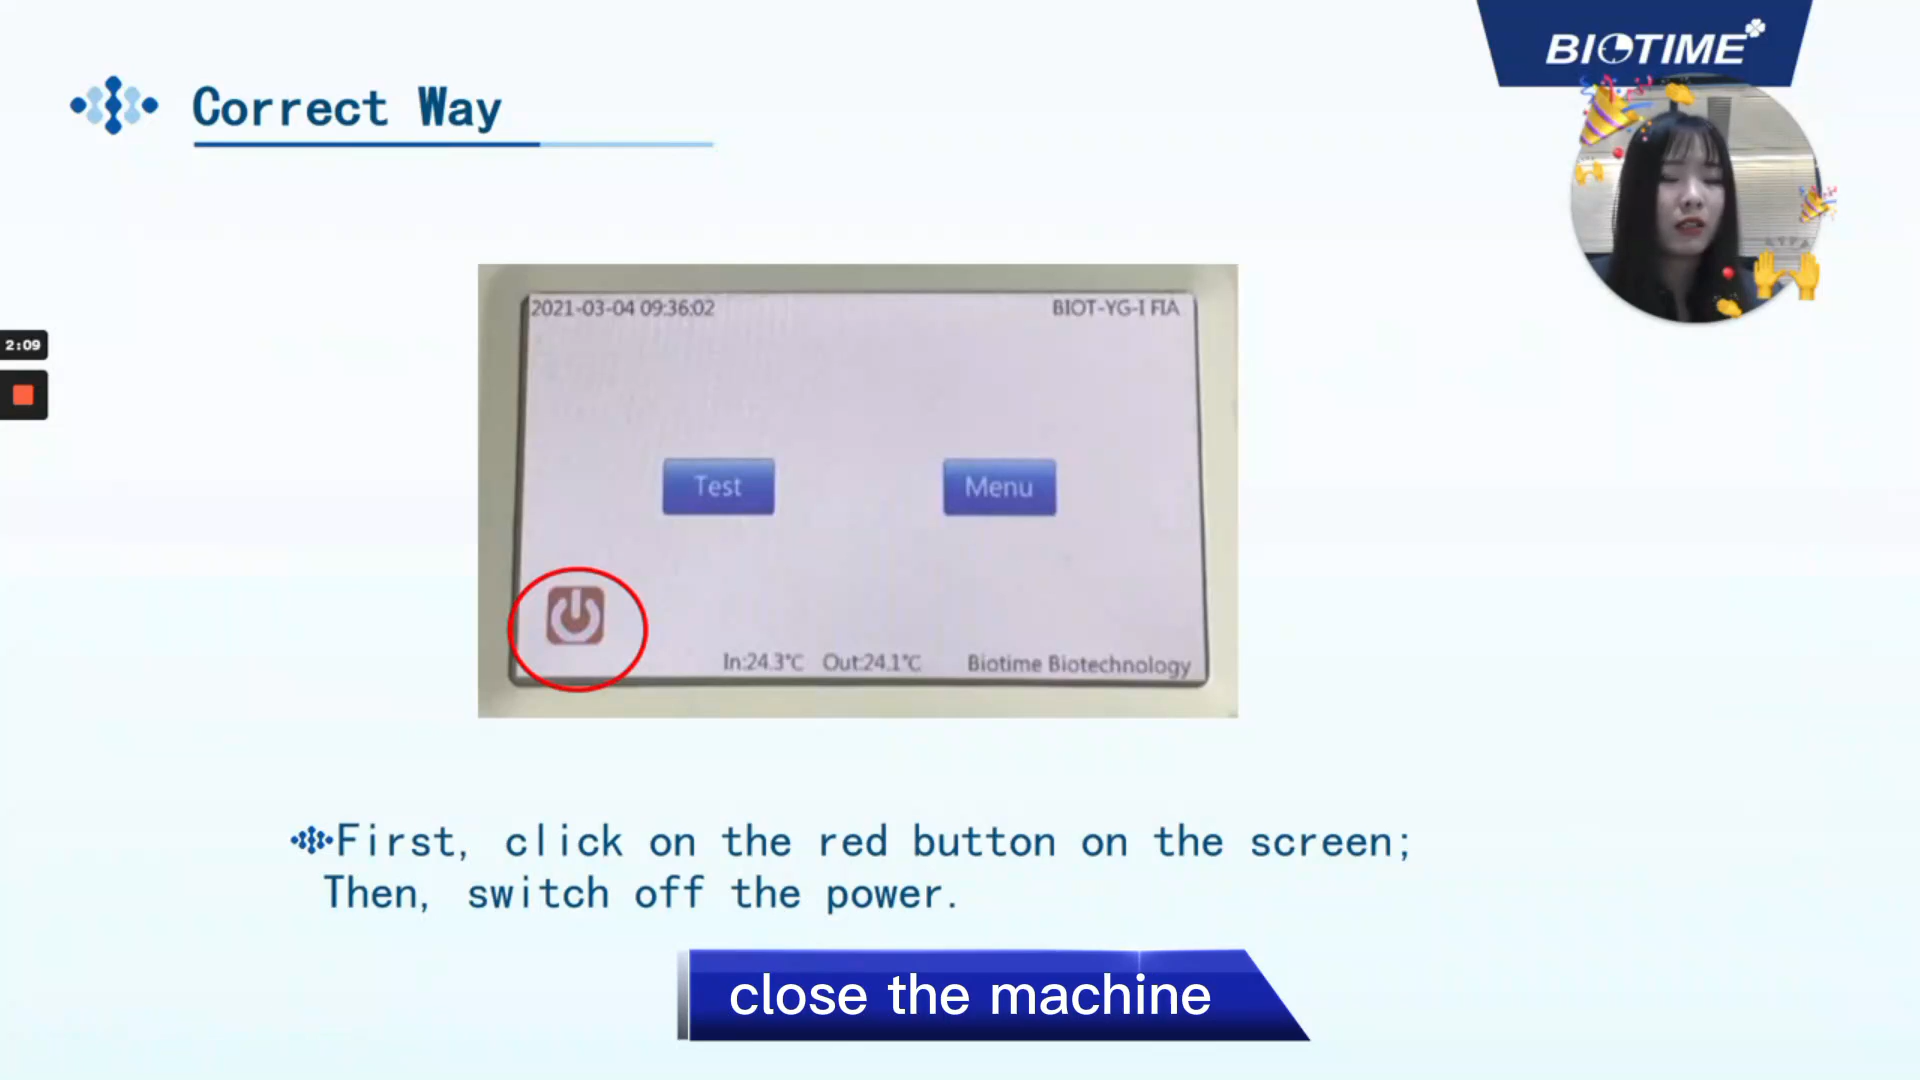 BIOTIME
Correct Way
2021-03-04 09:36:02
BIOT-YG-I FIA
2:09
Test
Menu
In:24.3℃ Out:24.1℃
Biotime Biotechnology
First, click on the red button on the screen;
Then, switch off the power.
close the machine